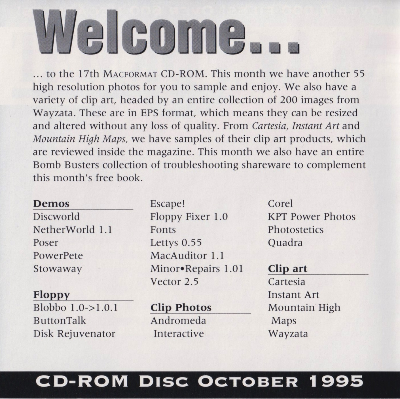 Welcome...
... to the 17th MACFORMAT CD-ROM. This month we have another 55
high resolution photos for you to sample and enjoy. We also have a
variety of clip art, headed by an entire collection of 200 images from
Wayzata. These are in EPS format, which means they can be resized
and altered without any loss of quality. From Cartesia, Instant Art and
Mountain High Maps, we have samples of their clip art products, which
are reviewed inside the magazine. This month we also have an entire
Bomb Busters collection of troubleshooting shareware to complement
this month's free book.
Demos
Discworld
NetherWorld 1.1
Poser
PowerPete
Stowaway
Floppy
Blobbo 1.0->1.0.1
ButtonTalk
Disk Rejuvenator
Escape!
Floppy Fixer 1.0
Fonts
Lettys 0.55
MacAuditor 1.1
Minor•Repairs 1.01
Vector 2.5
Clip Photos
Andromeda
Interactive
Corel
KPT Power Photos
Photostetics
Quadra
Clip art
Cartesia
Instant Art
Mountain High
Maps
Wayzata
CD-ROM DISC OCTOBER 1995